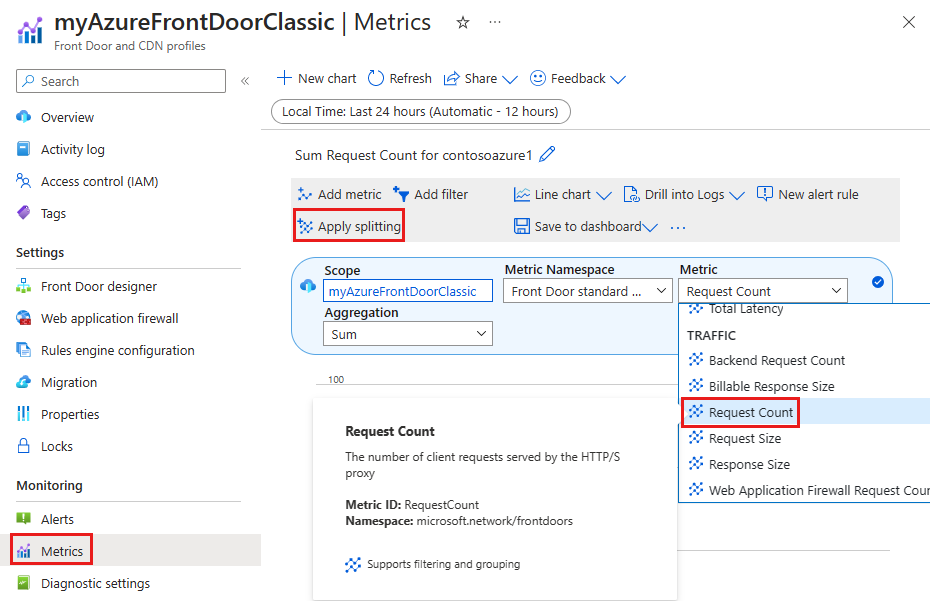 myAzureFrontDoorClassic | Metrics
Front Door and CDN profiles
Search
Overview
Activity log
Access control (IAM)
Tags
Settings
Front Door designer
Web application firewall
Rules engine configuration
Migration
Properties
Locks
Monitoring
Alerts
Metrics
Diagnostic settings
New chart Refresh Share Feedback
Local Time: Last 24 hours (Automatic - 12 hours)
Sum Request Count for contosoazure1
Add metric Add filter Line chart Drill into Logs New alert rule
Apply splitting Save to dashboard
Scope Metric Namespace Metric
myAzureFrontDoorClassic Front Door standard ... Request Count
Aggregation
Sum
Total Latency
TRAFFIC
Backend Request Count
Billable Response Size
Request Count
Request Size
Response Size
Web Application Firewall Request Cour
100
Request Count
The number of client requests served by the HTTP/S
proxy
Metric ID: RequestCount
Namespace: microsoft.network/frontdoors
Supports filtering and grouping